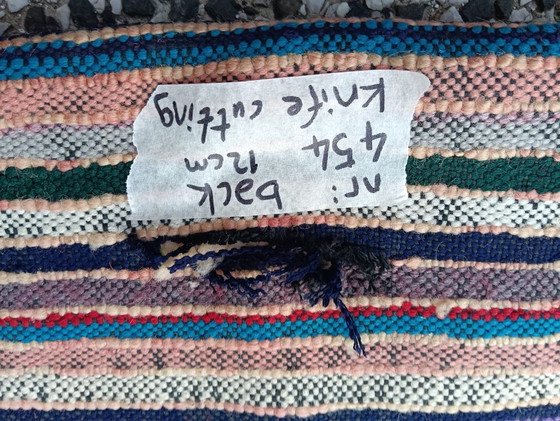 nr: back
454 12cm
Knife cutting